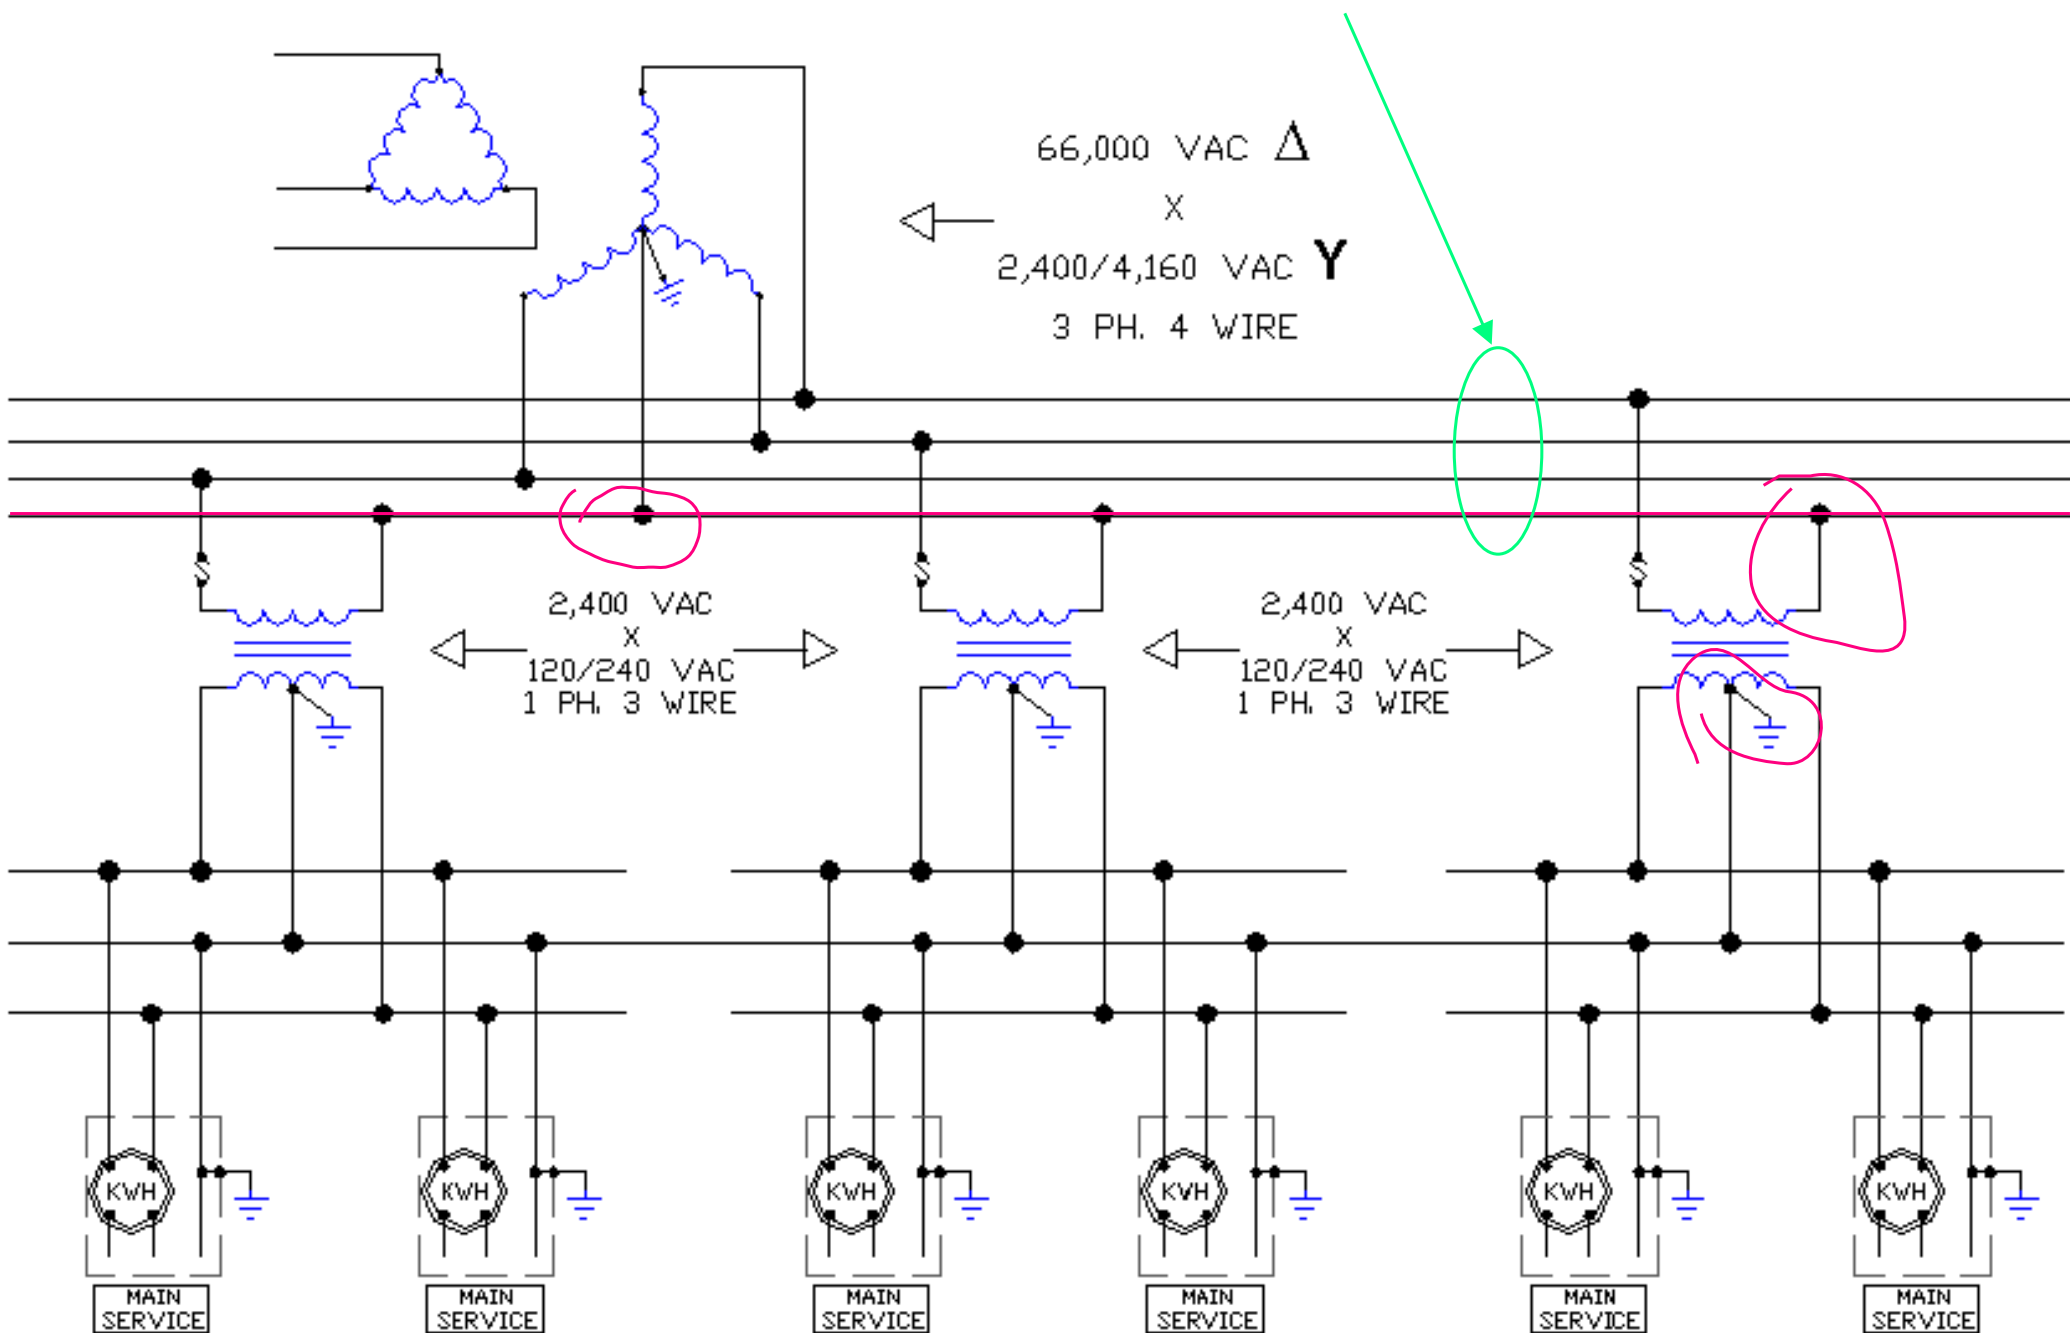 66,000 VAC Δ
X
2,400/4,160 VAC Y
3 PH. 4 WIRE
2,400 VAC
X
120/240 VAC
1 PH. 3 WIRE
2,400 VAC
X
120/240 VAC
1 PH. 3 WIRE
KWH
KWH
KWH
KWH
KWH
KWH
MAIN
SERVICE
MAIN
SERVICE
MAIN
SERVICE
MAIN
SERVICE
MAIN
SERVICE
MAIN
SERVICE